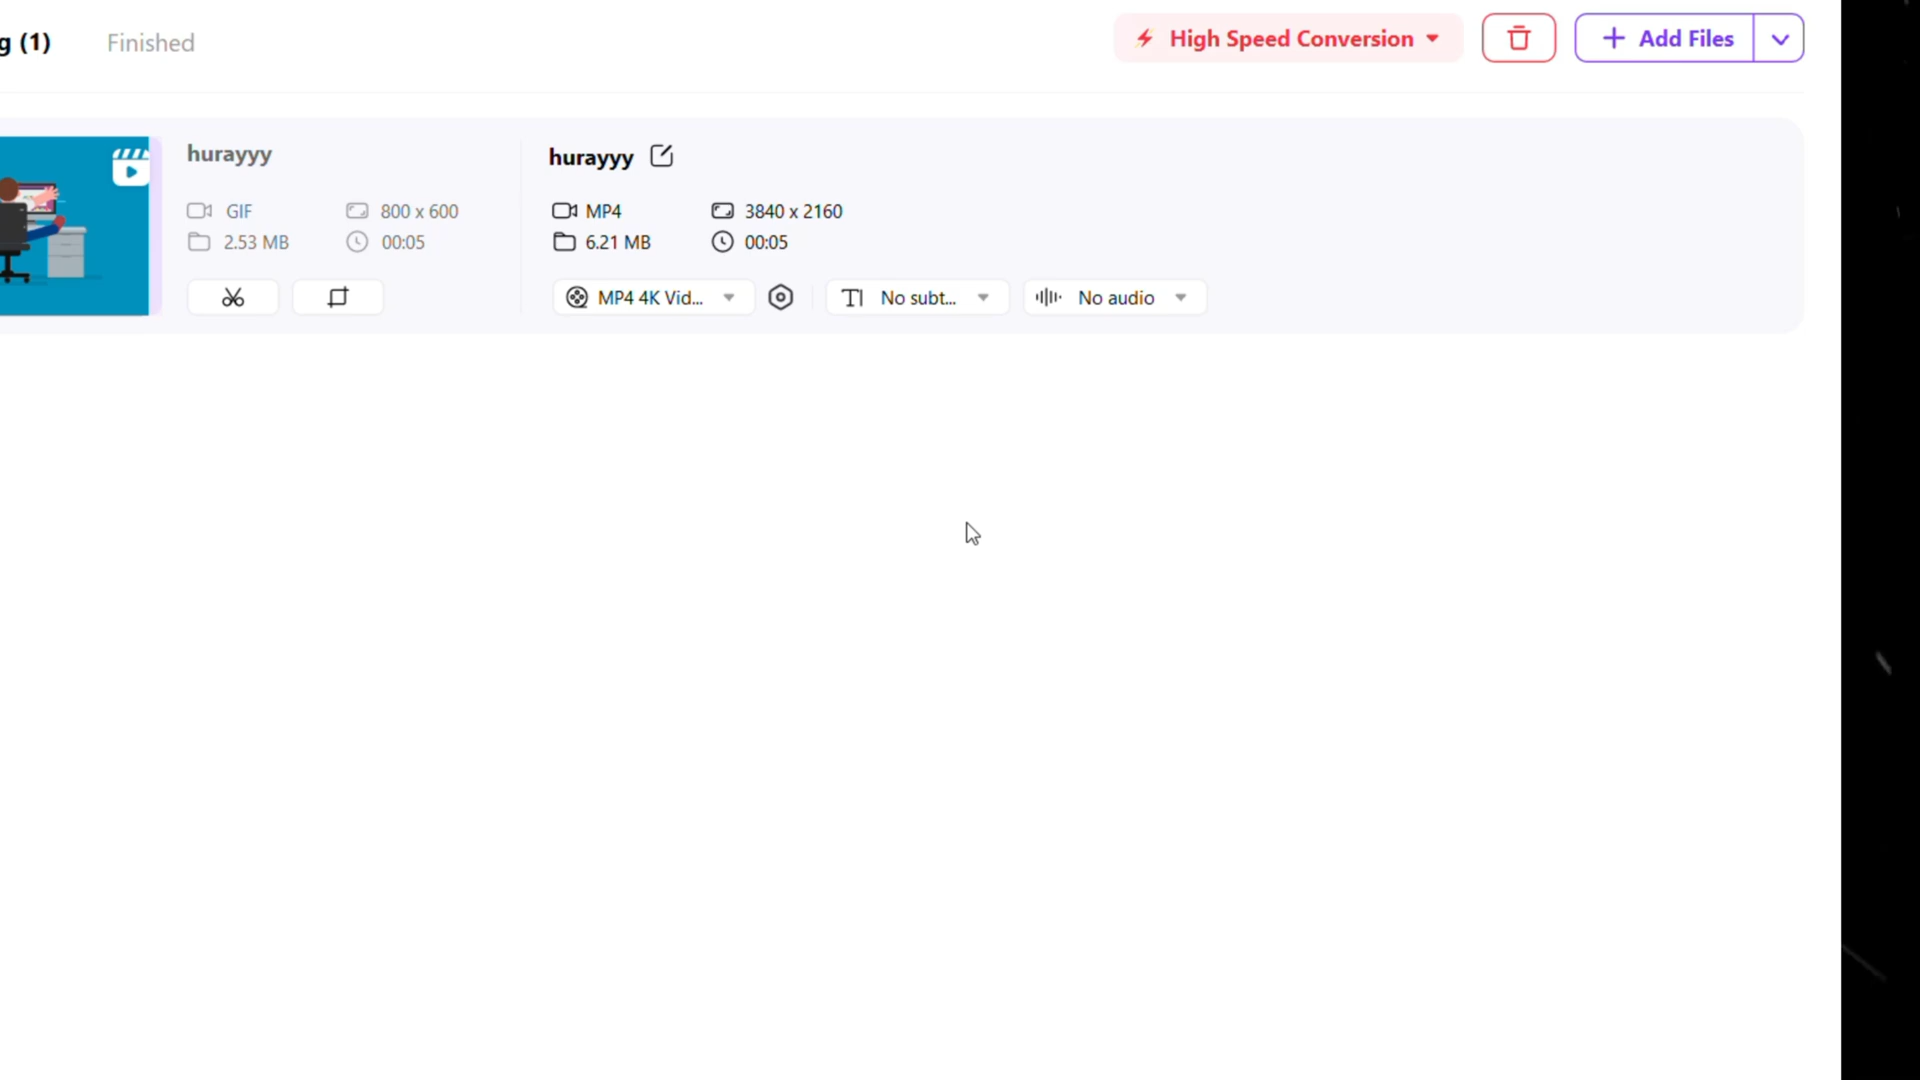 g (1)
Finished
High Speed Conversion
Add Files
hurayyy
GIF
800 x 600
2.53 MB
00:05
hurayyy
MP4
3840 x 2160
6.21 MB
00:05
MP4 4K Vid...
No subt...
No audio